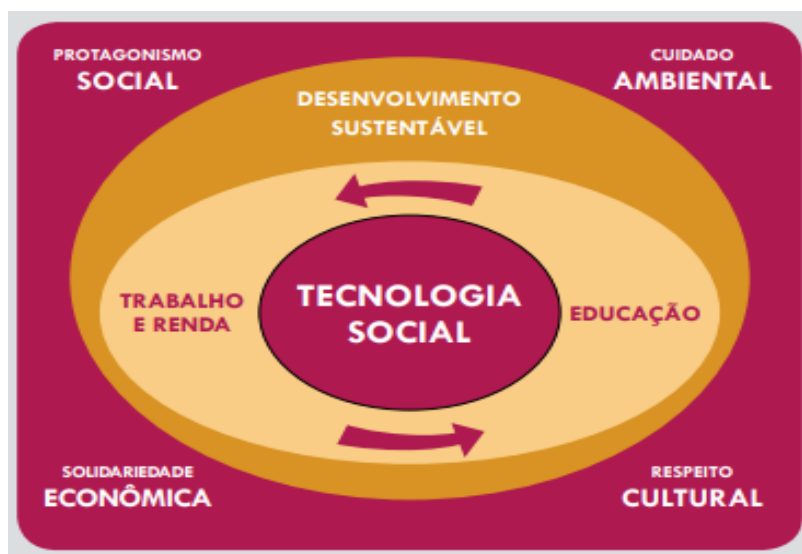 PROTAGONISMO
SOCIAL
CUIDADO
AMBIENTAL
DESENVOLVIMENTO
SUSTENTÁVEL
TRABALHO
E RENDA
TECNOLOGIA
SOCIAL
EDUCAÇÃO
SOLIDARIEDADE
ECONÔMICA
RESPEITO
CULTURAL